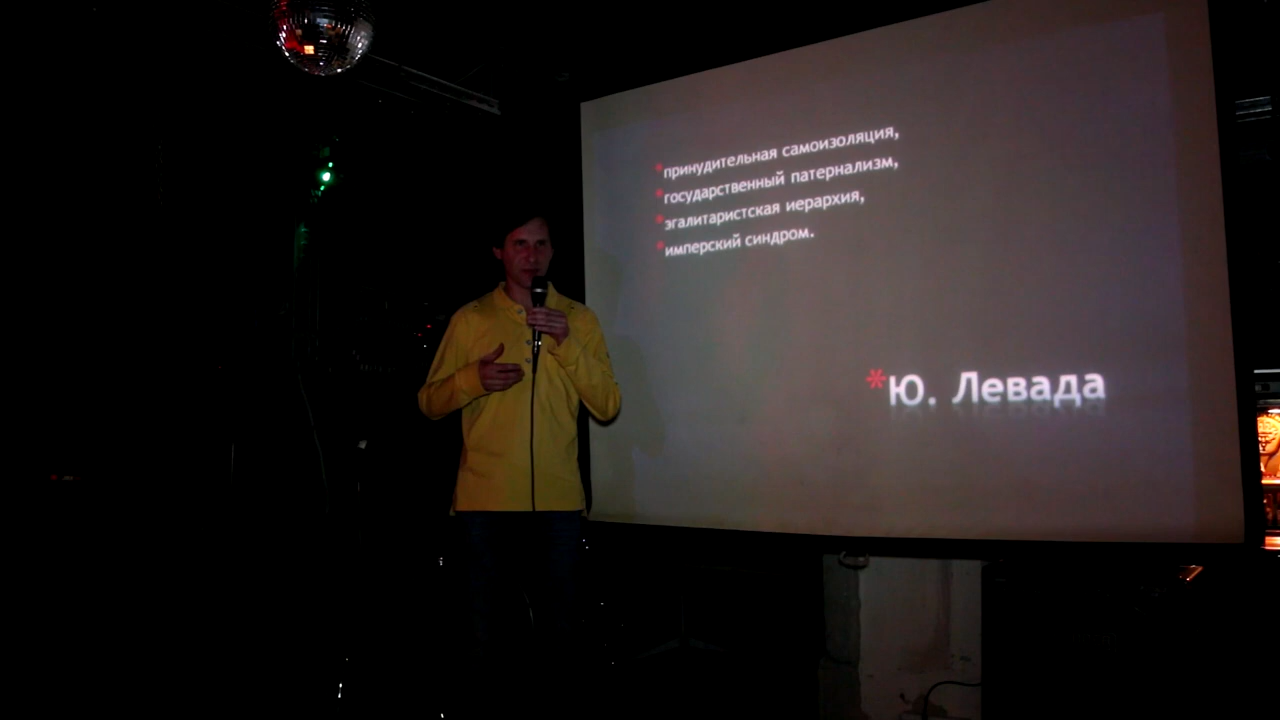 *принудительная самоизоляция,
*государственный патернализм,
*эгалитаристская иерархия,
*имперский синдром.
*Ю. Левада